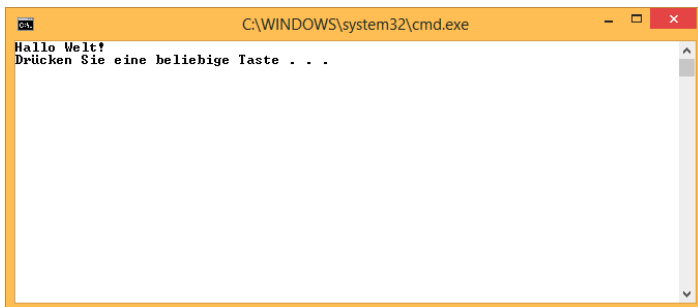 C:\WINDOWS\system32\cmd.exe
Hallo Welt!
Drücken Sie eine beliebige Taste . . .